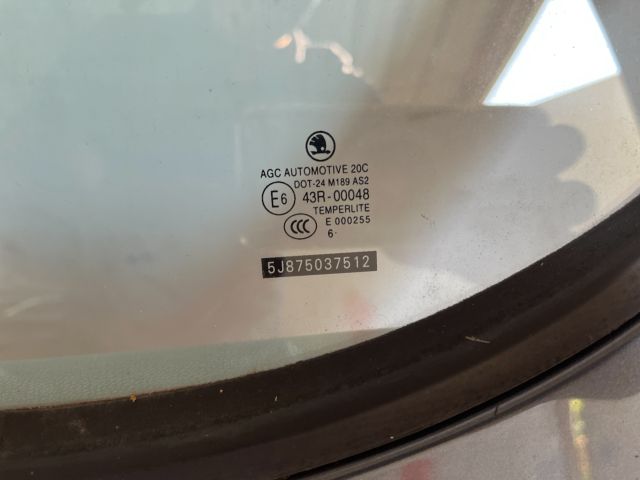 AGC AUTOMOTIVE 20C
DOT-24 M189 AS2
E6 43R-00048
TEMPERLITE
CCC E 000255
6·
5J875037512